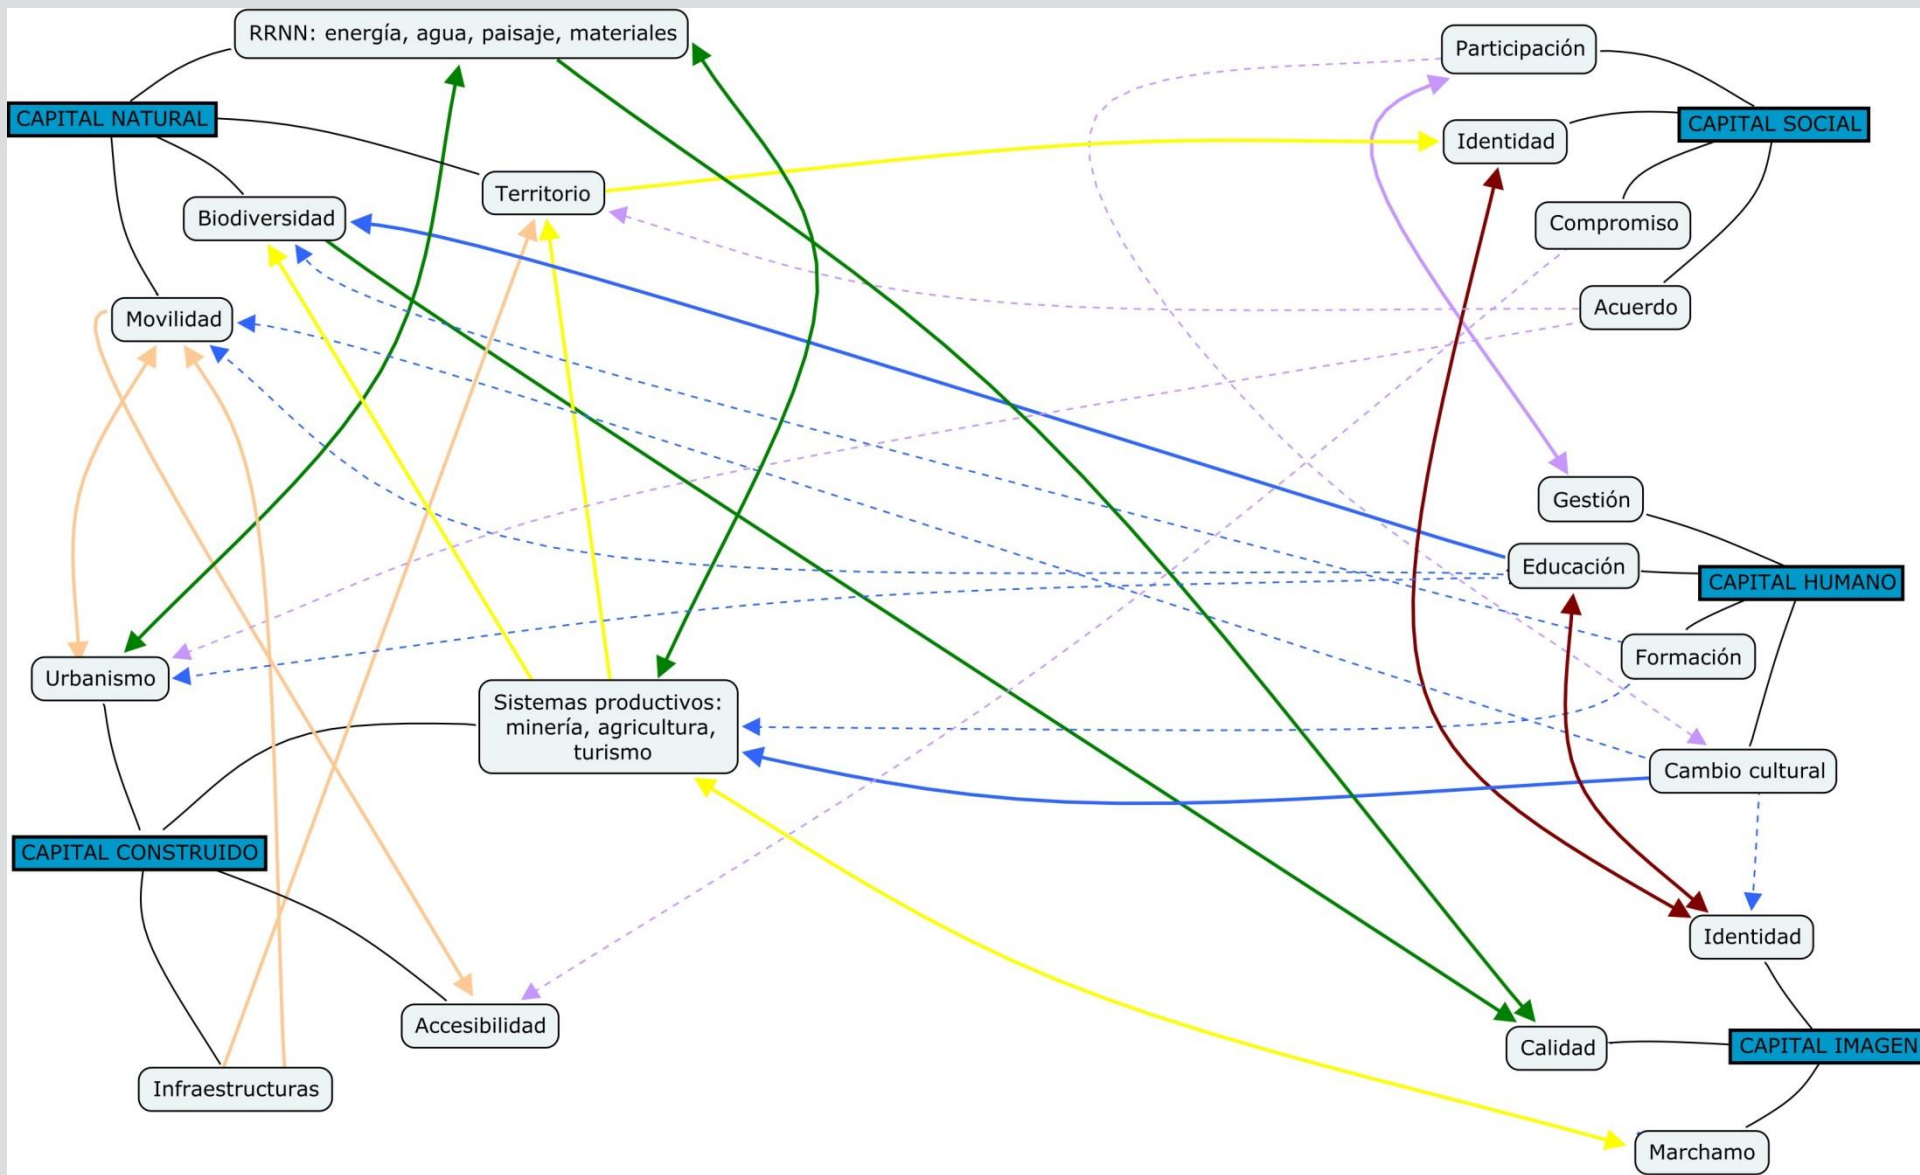 RRNN: energía, agua, paisaje, materiales
Participación
CAPITAL NATURAL
CAPITAL SOCIAL
Identidad
Territorio
Biodiversidad
Compromiso
Movilidad
Acuerdo
Gestión
Educación
CAPITAL HUMANO
Formación
Urbanismo
Sistemas productivos:
minería, agricultura,
turismo
Cambio cultural
CAPITAL CONSTRUIDO
Identidad
Accesibilidad
Calidad
CAPITAL IMAGEN
Infraestructuras
Marchamo